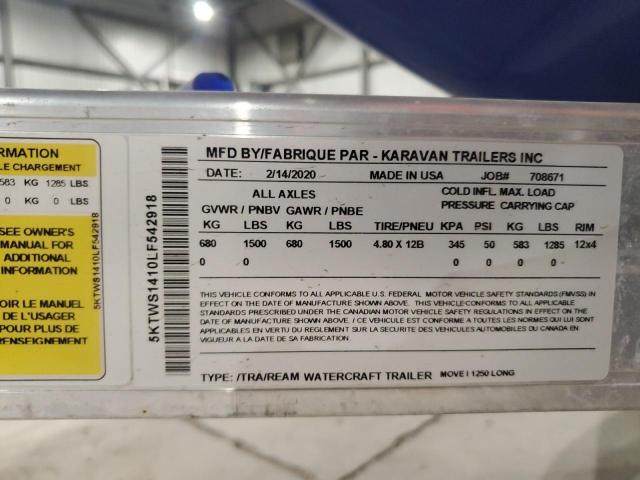 RMATION
LE CHARGEMENT
583 KG 1285 LBS
0 KG 0 LBS
SEE OWNER'S
MANUAL FOR
ADDITIONAL
INFORMATION
OIR LE MANUEL
DE L'USAGER
POUR PLUS DE
RENSEIGNEMENT
5KTWS1410LF542918
5KTWS1410LF542918
MFD BY/FABRIQUE PAR - KARAVAN TRAILERS INC
DATE: 2/14/2020 MADE IN USA JOB# 708671
ALL AXLES COLD INFL. MAX. LOAD
GVWR / PNBV GAWR / PNBE PRESSURE CARRYING CAP
KG LBS KG LBS TIRE/PNEU KPA PSI KG LBS RIM
680 1500 680 1500 4.80 X 12B 345 50 583 1285 12x4
0 0 0 0 0 0
THIS VEHICLE CONFORMS TO ALL APPLICABLE U.S. FEDERAL MOTOR VEHICLE SAFETY STANDARDS (FMVSS) IN
EFFECT ON THE DATE OF MANUFACTURE SHOWN ABOVE. / THIS VEHICLE CONFORMS TO ALL APPLICABLE
STANDARDS PRESCRIBED UNDER THE CANADIAN MOTOR VEHICLE SAFETY REGULATIONS IN EFFECT ON THE
DATE OF MANUFACTURE SHOWN ABOVE. / CE VEHICULE EST CONFORME A TOUTES LES NORMES QUI LUI SONT
APPLICABLES EN VERTU DU REGLEMENT SUR LA SECURITE DES VEHICULES AUTOMOBILES DU CANADA EN
VIGUEUR A LA DATE DE SA FABRICATION.
TYPE: /TRA/REAM WATERCRAFT TRAILER MOVE I 1250 LONG